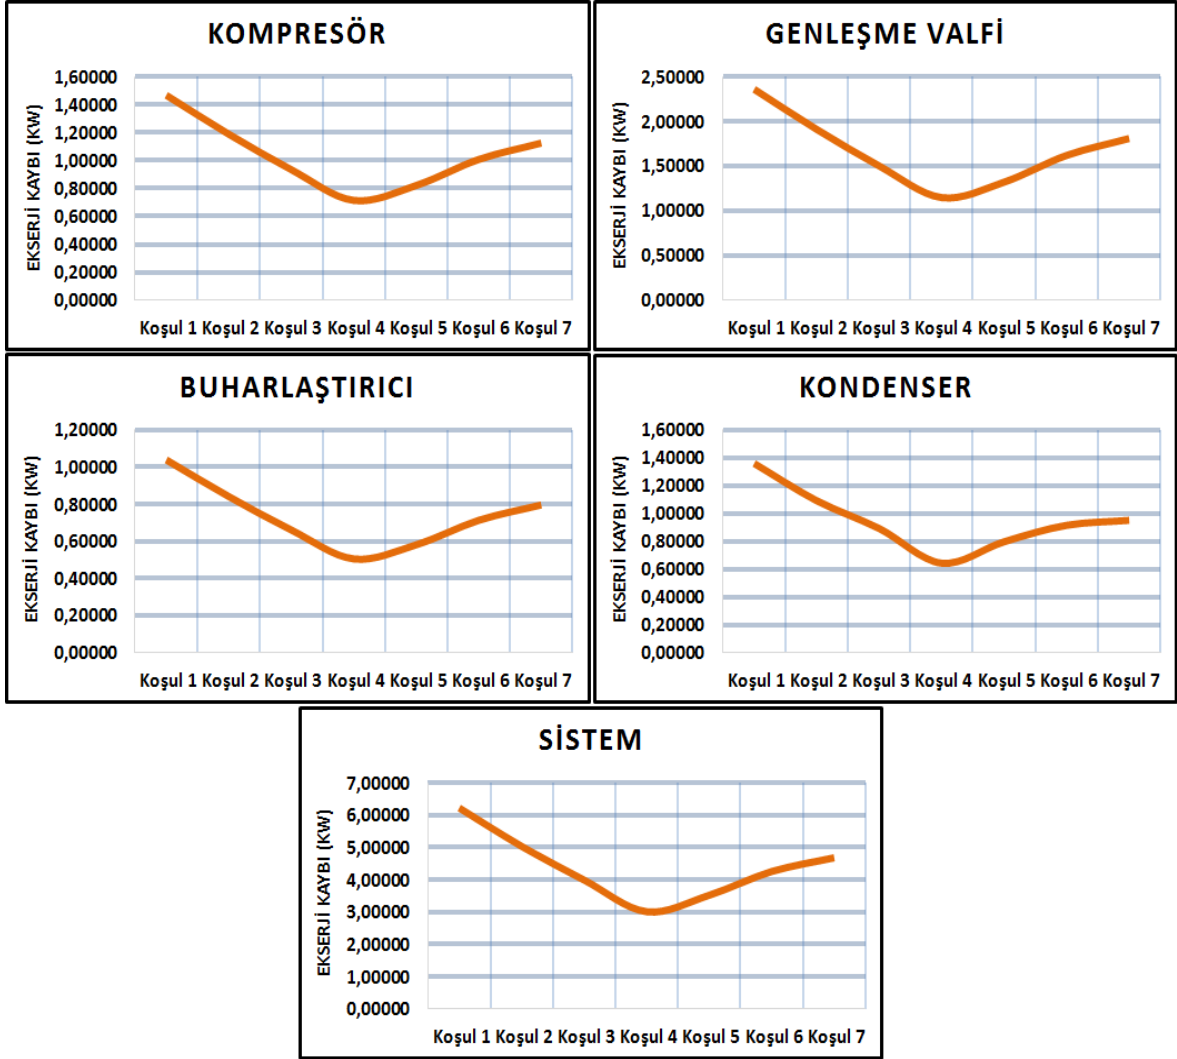 KOMPRESÖR
EKSERJİ KAYBI (KW)
1,60000
1,40000
1,20000
1,00000
0,80000
0,60000
0,40000
0,20000
0,00000
Koşul 1 Koşul 2 Koşul 3 Koşul 4 Koşul 5 Koşul 6 Koşul 7
GENLEŞME VALFİ
EKSERJİ KAYBI (KW)
2,50000
2,00000
1,50000
1,00000
0,50000
0,00000
Koşul 1 Koşul 2 Koşul 3 Koşul 4 Koşul 5 Koşul 6 Koşul 7
BUHARLAŞTIRICI
EKSERJİ KAYBI (KW)
1,20000
1,00000
0,80000
0,60000
0,40000
0,20000
0,00000
Koşul 1 Koşul 2 Koşul 3 Koşul 4 Koşul 5 Koşul 6 Koşul 7
KONDENSER
EKSERJİ KAYBI (KW)
1,60000
1,40000
1,20000
1,00000
0,80000
0,60000
0,40000
0,20000
0,00000
Koşul 1 Koşul 2 Koşul 3 Koşul 4 Koşul 5 Koşul 6 Koşul 7
SİSTEM
EKSERJİ KAYBI (KW)
7,00000
6,00000
5,00000
4,00000
3,00000
2,00000
1,00000
0,00000
Koşul 1 Koşul 2 Koşul 3 Koşul 4 Koşul 5 Koşul 6 Koşul 7